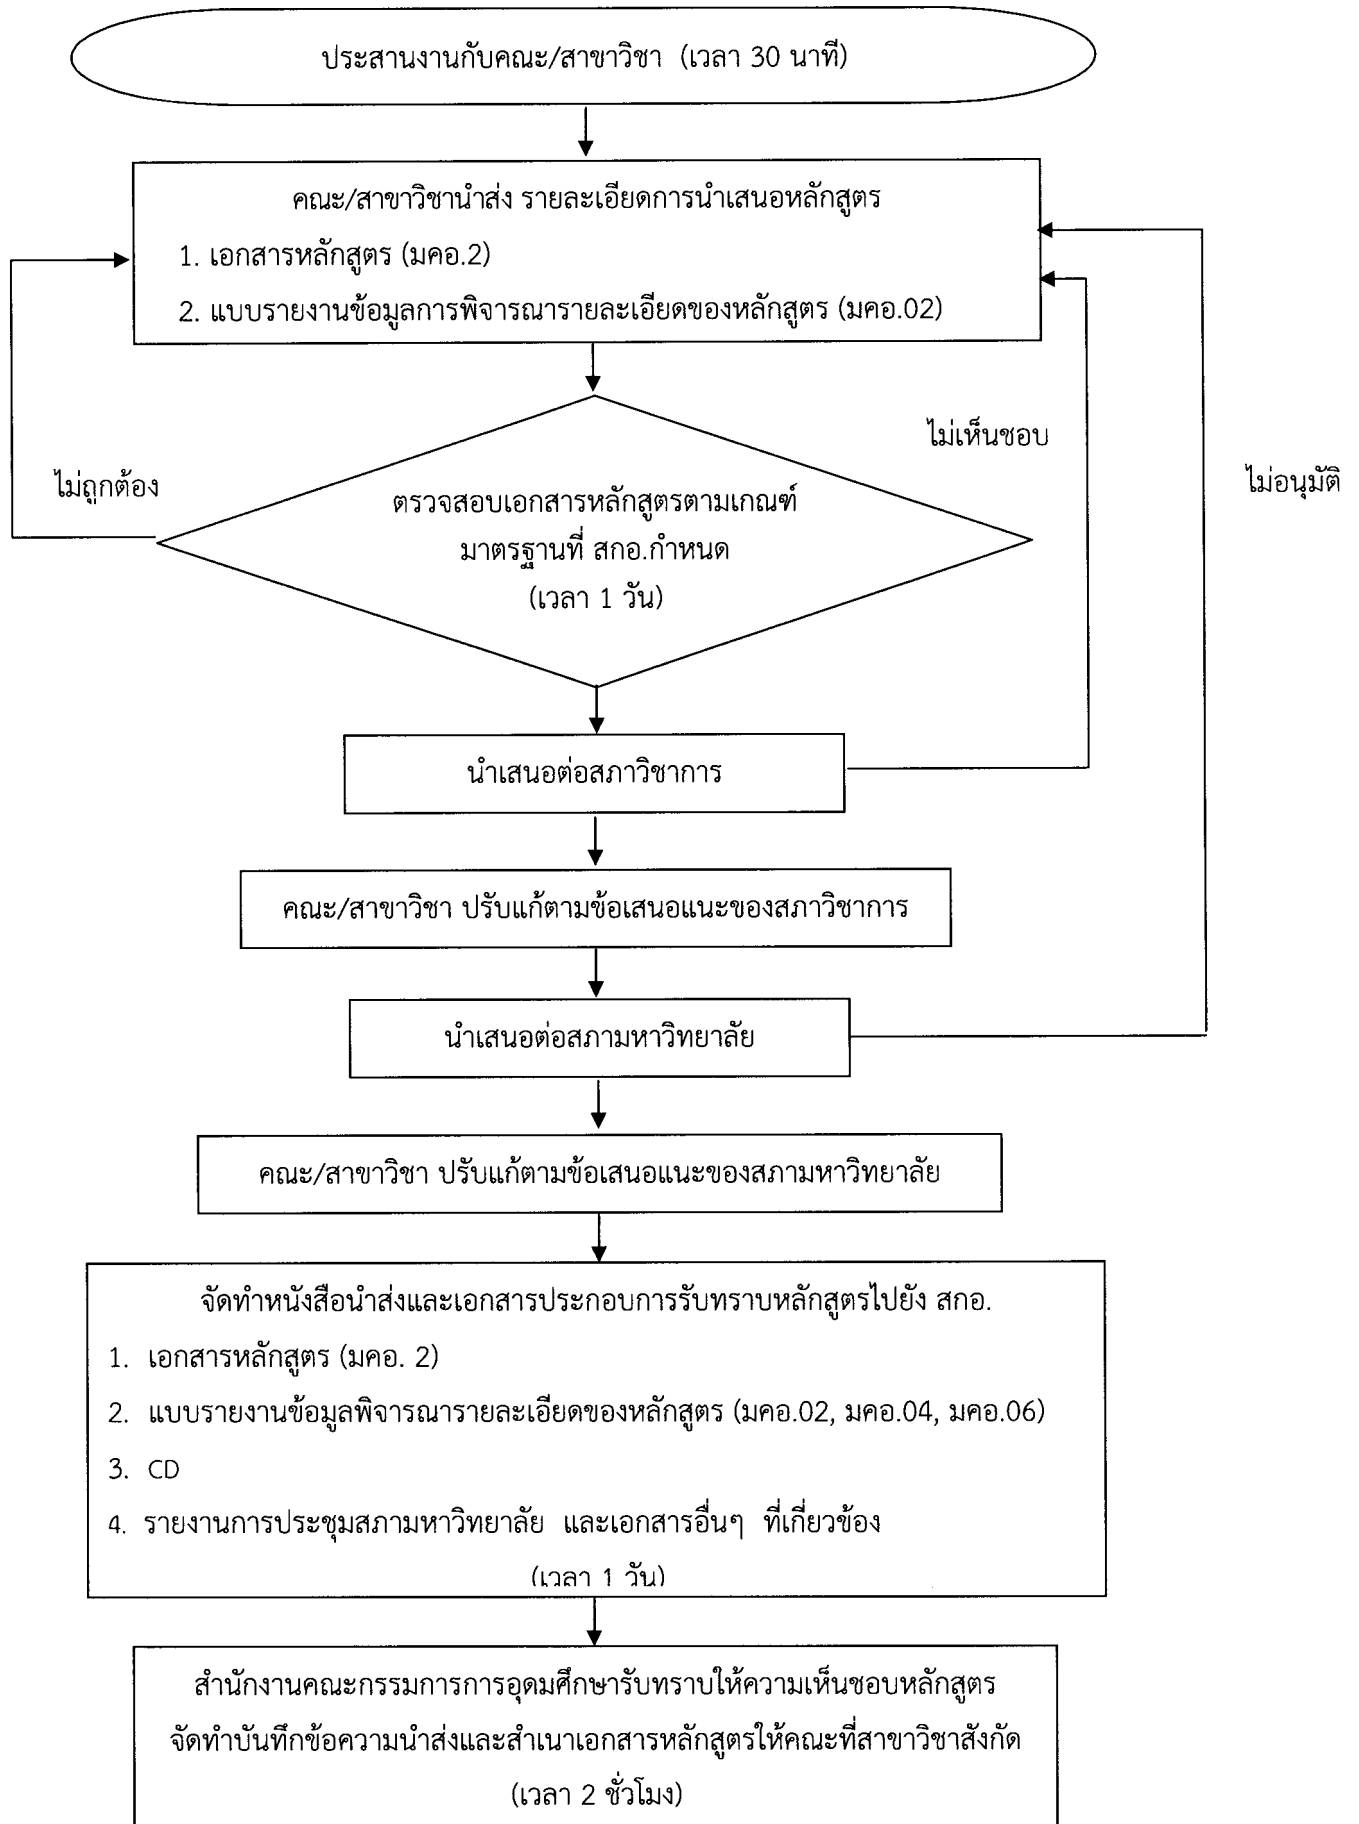 ประสานงานกับคณะ/สาขาวิชา (เวลา 30 นาที)
คณะ/สาขาวิชานำส่ง รายละเอียดการนำเสนอหลักสูตร
1. เอกสารหลักสูตร (มคอ.2)
2. แบบรายงานข้อมูลการพิจารณารายละเอียดของหลักสูตร (มคอ.02)
ไม่เห็นชอบ
ไม่ถูกต้อง
ไม่อนุมัติ
ตรวจสอบเอกสารหลักสูตรตามเกณฑ์
มาตรฐานที่ สกอ.กำหนด
(เวลา 1 วัน)
นำเสนอต่อสภาวิชาการ
คณะ/สาขาวิชา ปรับแก้ตามข้อเสนอแนะของสภาวิชาการ
นำเสนอต่อสภามหาวิทยาลัย
คณะ/สาขาวิชา ปรับแก้ตามข้อเสนอแนะของสภามหาวิทยาลัย
จัดทำหนังสือนำส่งและเอกสารประกอบการรับทราบหลักสูตรไปยัง สกอ.
1. เอกสารหลักสูตร (มคอ. 2)
2. แบบรายงานข้อมูลพิจารณารายละเอียดของหลักสูตร (มคอ.02, มคอ.04, มคอ.06)
3. CD
4. รายงานการประชุมสภามหาวิทยาลัย และเอกสารอื่นๆ ที่เกี่ยวข้อง
(เวลา 1 วัน)
สำนักงานคณะกรรมการการอุดมศึกษารับทราบให้ความเห็นชอบหลักสูตร
จัดทำบันทึกข้อความนำส่งและสำเนาเอกสารหลักสูตรให้คณะที่สาขาวิชาสังกัด
(เวลา 2 ชั่วโมง)